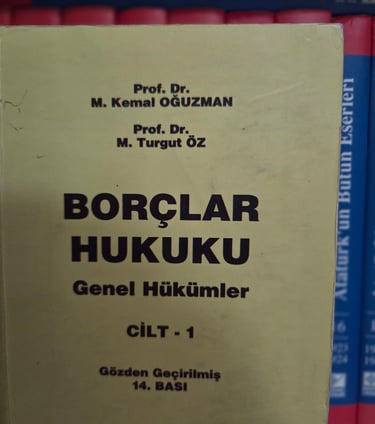 Prof. Dr.
M. Kemal OĞUZMAN
Prof. Dr.
M. Turgut ÖZ
BORÇLAR
HUKUKU
Genel Hükümler
CİLT - 1
Gözden Geçirilmiş
14. BASI
Atatürk'ün Bütün Eserleri